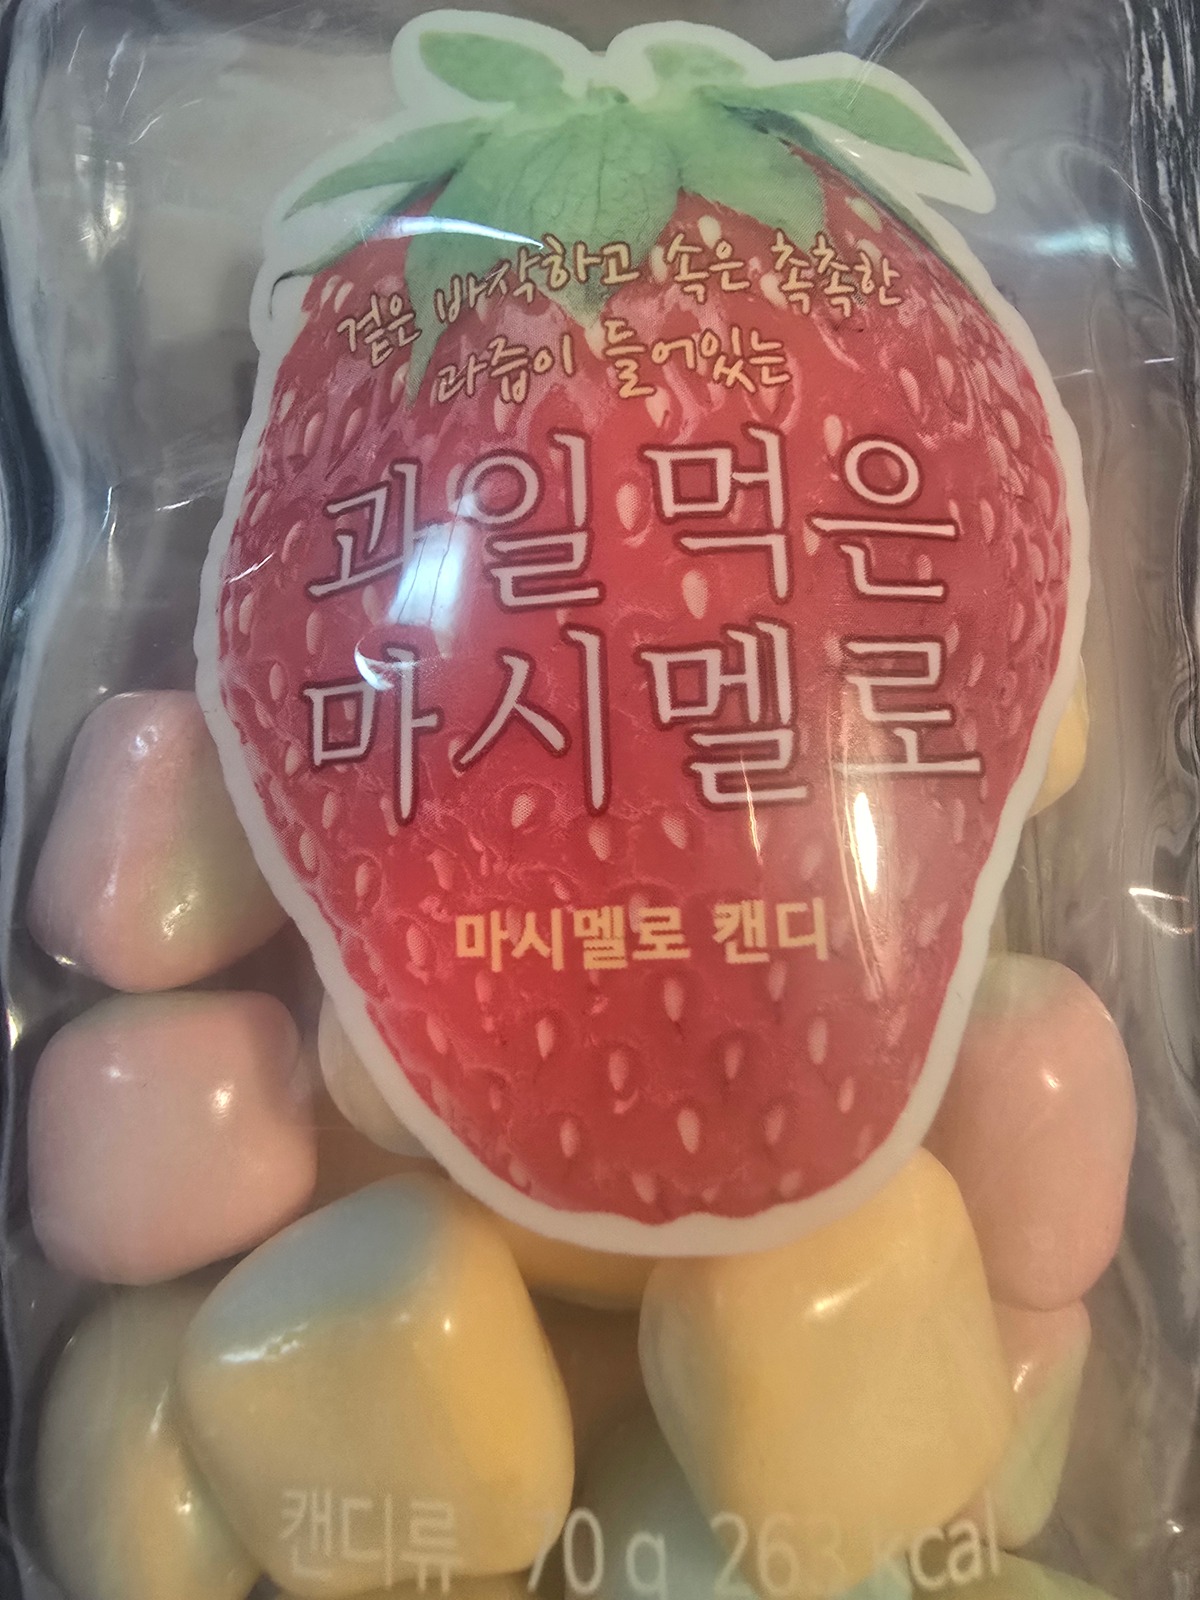 겉은 바삭하고 속은 촉촉한
과즙이 들어있는
과일 먹은
마시멜로
마시멜로 캔디
캔디류 70g 263 kcal